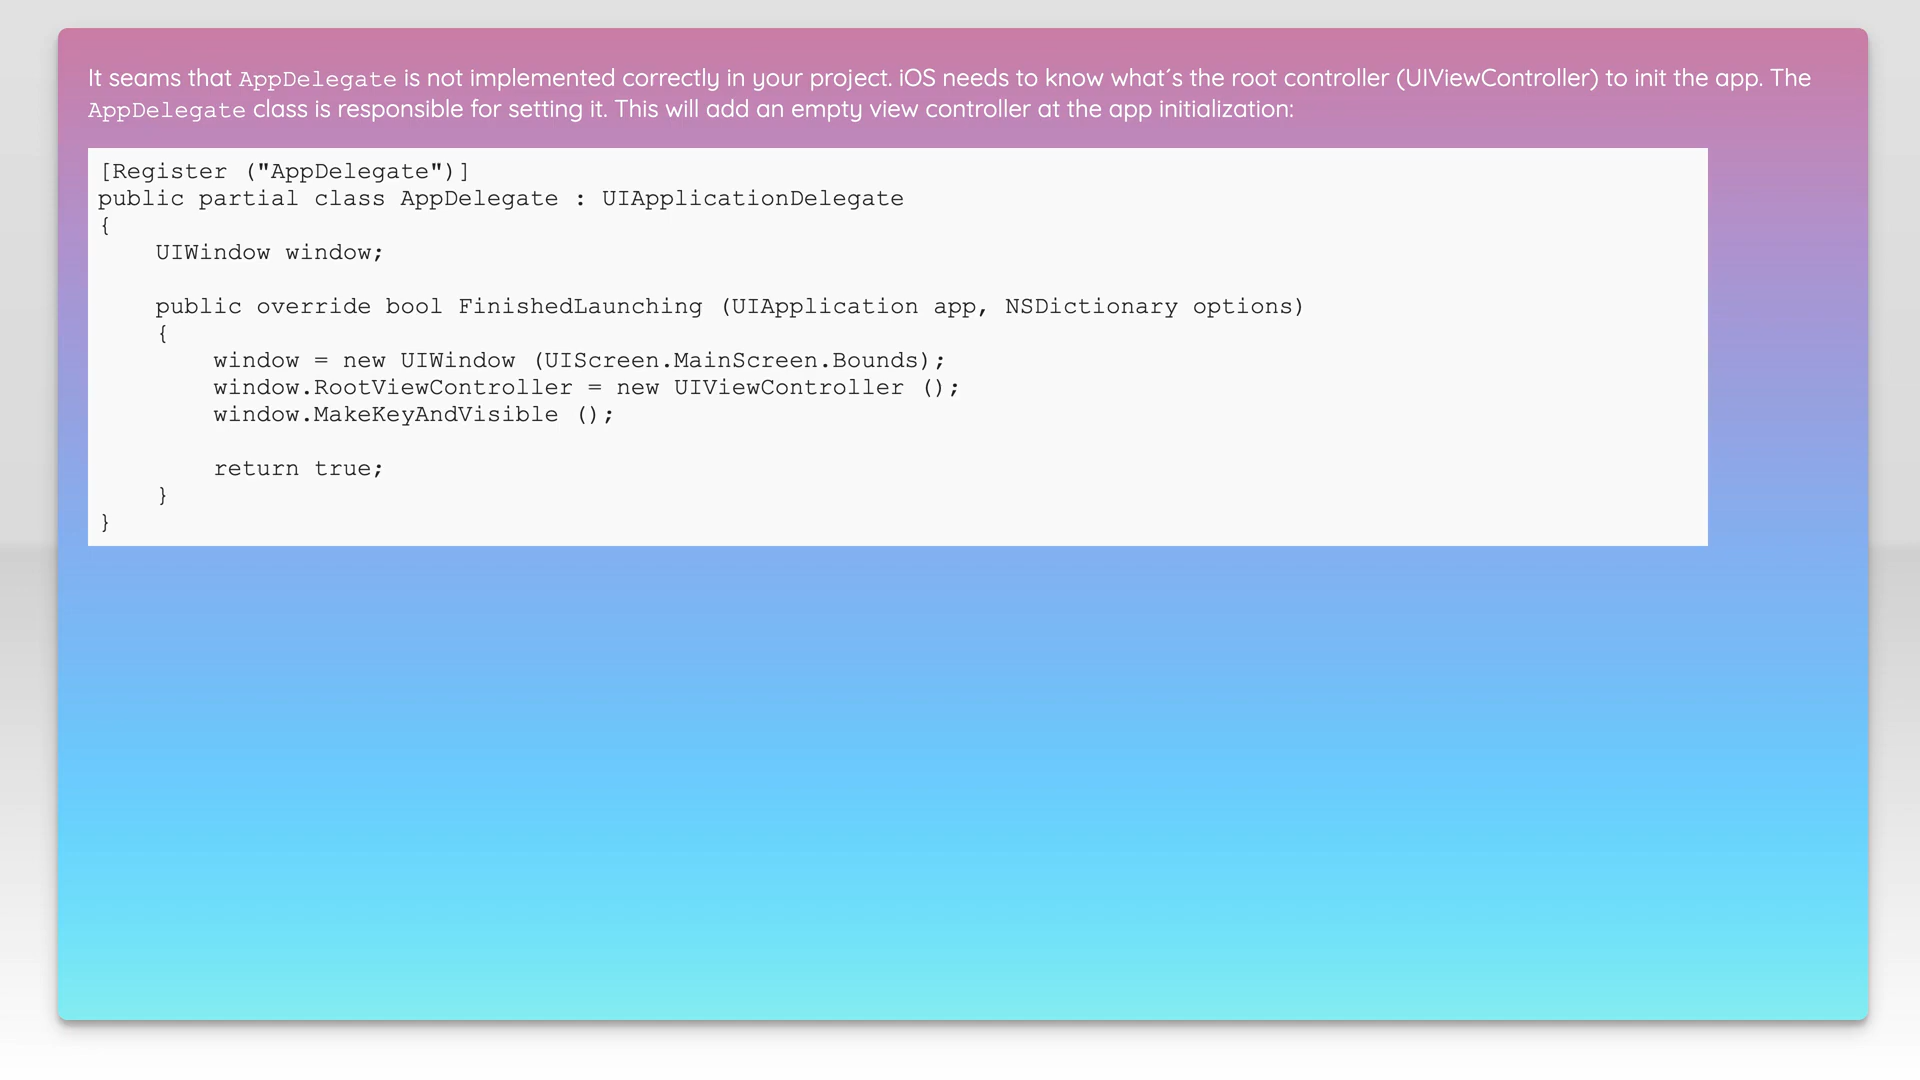 It seams that AppDelegate is not implemented correctly in your project. iOS needs to know what´s the root controller (UIViewController) to init the app. The
AppDelegate class is responsible for setting it. This will add an empty view controller at the app initialization:
[Register ("AppDelegate")]
public partial class AppDelegate : UIApplicationDelegate
{
    UIWindow window;
    public override bool FinishedLaunching (UIApplication app, NSDictionary options)
    {
        window = new UIWindow (UIScreen.MainScreen.Bounds);
        window.RootViewController = new UIViewController ();
        window.MakeKeyAndVisible ();
        return true;
    }
}